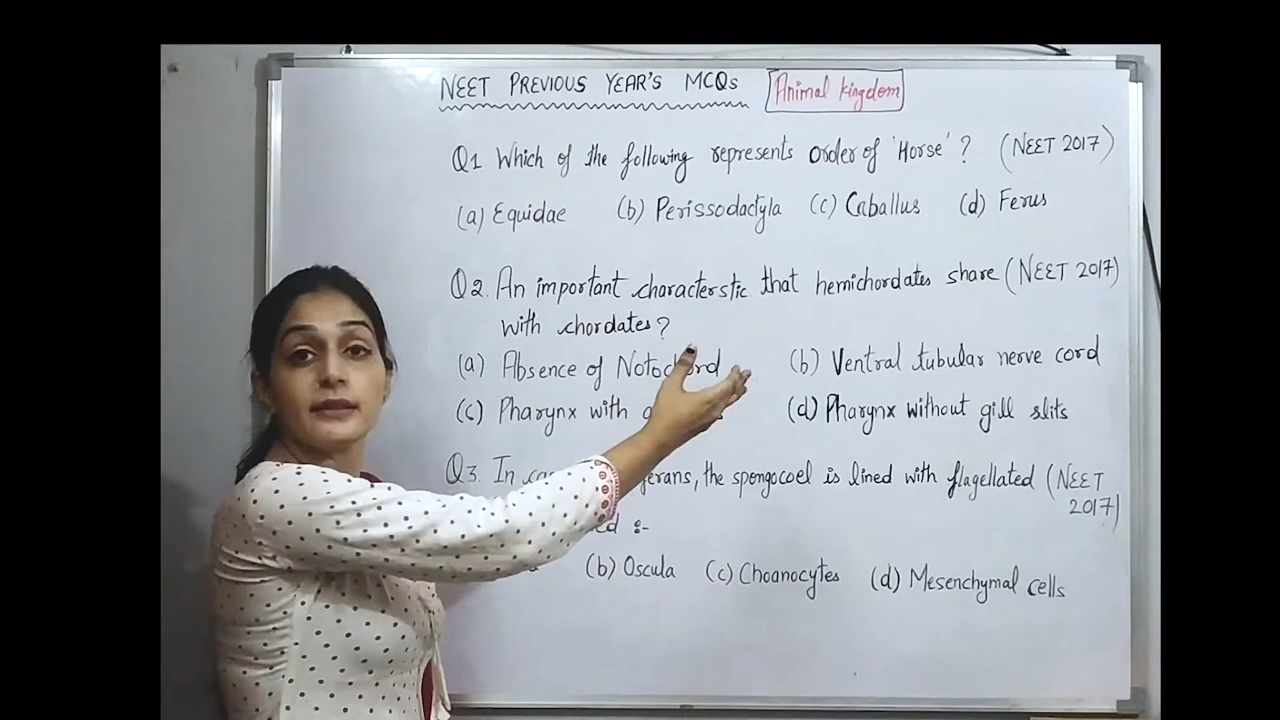 NEET PREVIOUS YEAR'S MCQs Animal kingdom
Q1 Which of the following represents order of 'Horse' ? (NEET 2017)
(a) Equidae (b) Perissodactyla (c) Caballus (d) Ferus
Q2. An important characterstic that hemichordates share (NEET 2017)
with chordates?
(a) Absence of Notochord (b) Ventral tubular nerve cord
(c) Pharynx with (d) Pharynx without gill slits
Q3. In the spongocoel is lined with flagellated (NEET
2017)
:-
(b) Oscula (c) Choanocytes (d) Mesenchymal cells